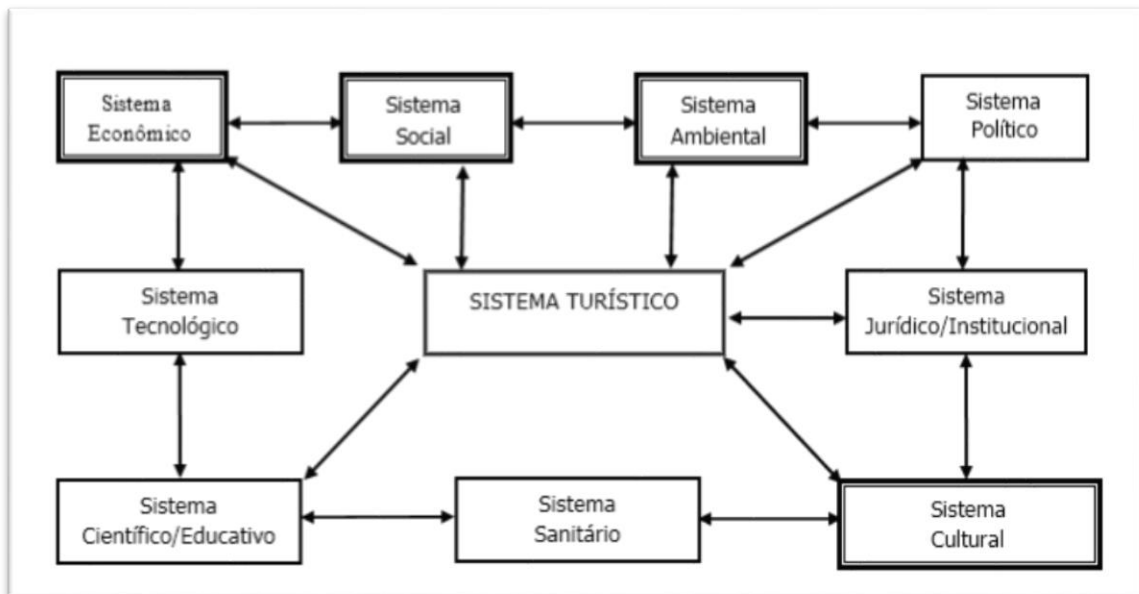 Sistema
Econômico
Sistema
Social
Sistema
Ambiental
Sistema
Político
Sistema
Tecnológico
SISTEMA TURÍSTICO
Sistema
Jurídico/Institucional
Sistema
Científico/Educativo
Sistema
Sanitário
Sistema
Cultural